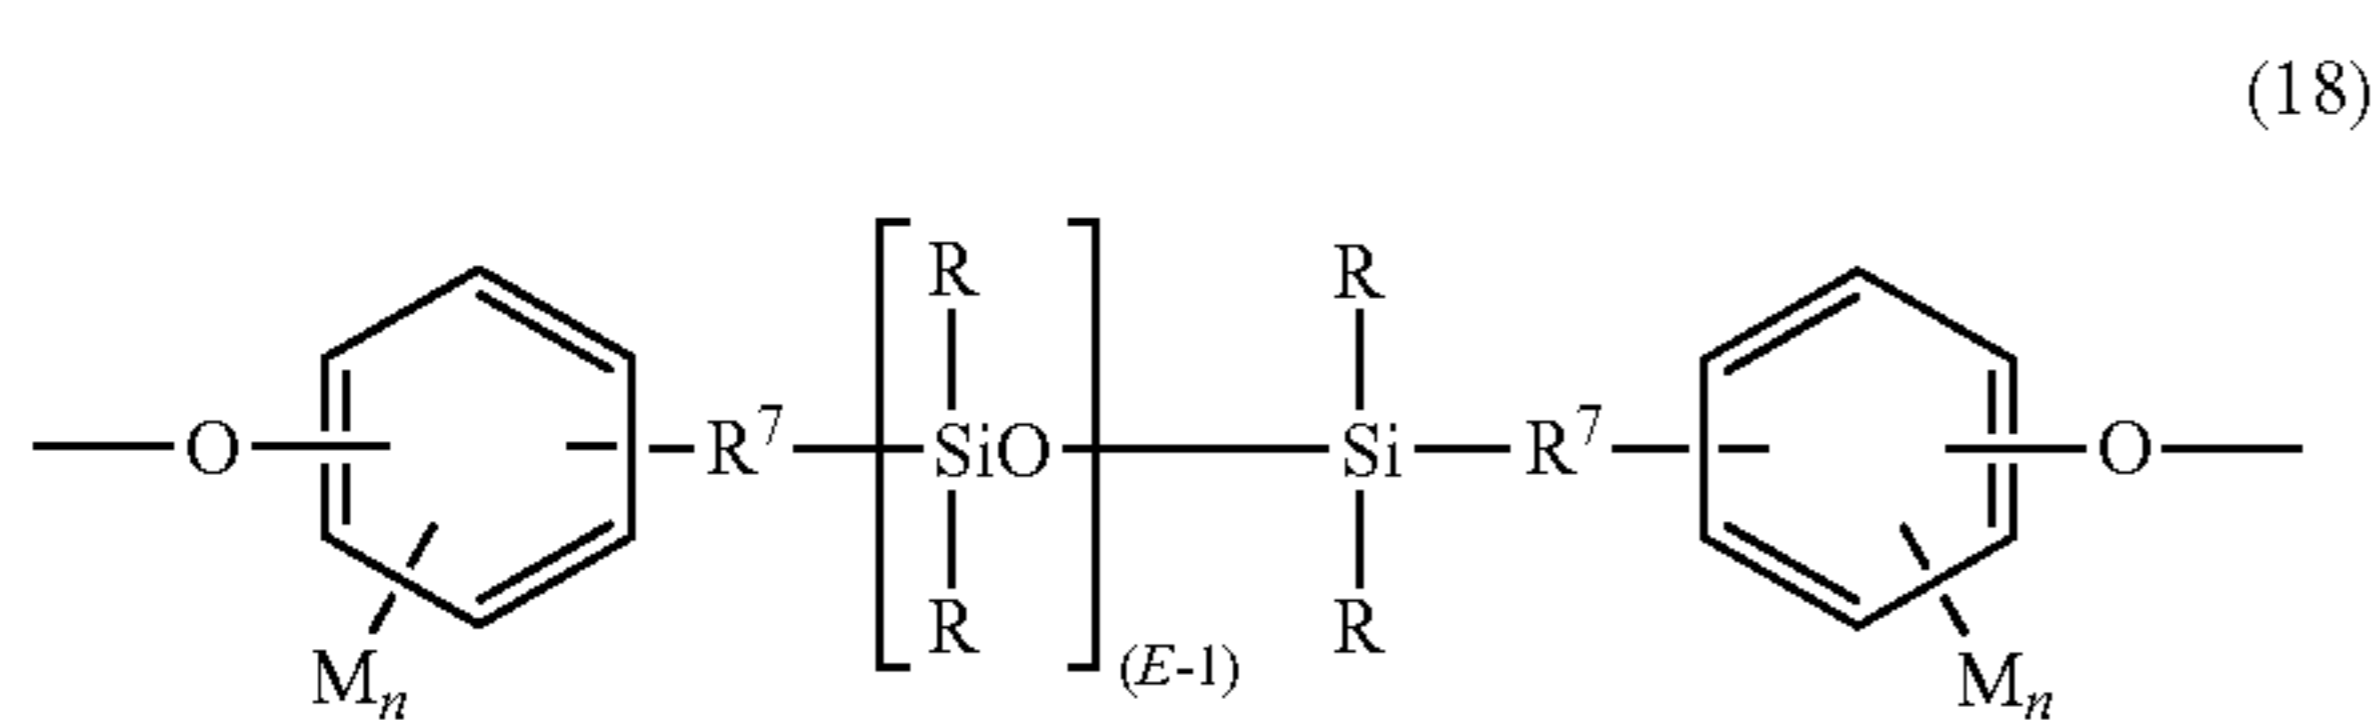 (18)
R R
O R⁷ SiO Si R⁷ O
R R
(E-1)
Mₙ Mₙ